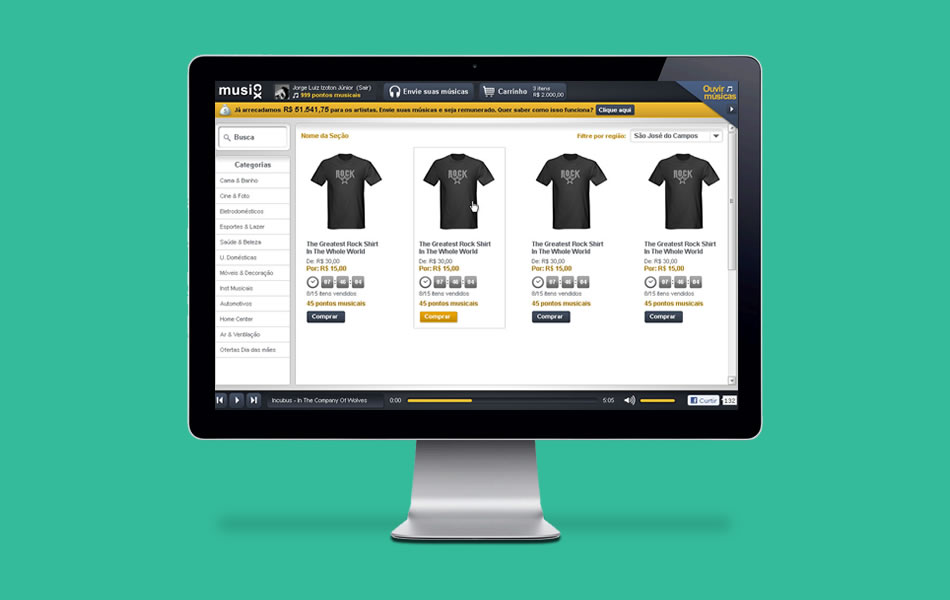 musiox
Jorge Luiz Izoton Júnior (Sair)
999 pontos musicais
Envie suas músicas
Carrinho
3 itens
R$ 2.000,00
Ouvir
músicas
Já arrecadamos R$ 51.541,75 para os artistas. Envie suas músicas e seja remunerado. Quer saber como isso funciona? Clique aqui
Busca
Nome da Seção
Filtre por região:
São José do Campos
Categorias
Cama & Banho
Cine & Foto
Eletrodomésticos
Esportes & Lazer
Saúde & Beleza
U. Domésticas
Móveis & Decoração
Inst Musicais
Automotivos
Home Center
Ar & Ventilação
Ofertas Dia das mães
ROCK
The Greatest Rock Shirt
In The Whole World
De: R$ 30,00
Por: R$ 15,00
07 : 46 : 04
8/15 itens vendidos
45 pontos musicais
Comprar
ROCK
The Greatest Rock Shirt
In The Whole World
De: R$ 30,00
Por: R$ 15,00
07 : 46 : 04
8/15 itens vendidos
45 pontos musicais
Comprar
ROCK
The Greatest Rock Shirt
In The Whole World
De: R$ 30,00
Por: R$ 15,00
07 : 46 : 04
8/15 itens vendidos
45 pontos musicais
Comprar
ROCK
The Greatest Rock Shirt
In The Whole World
De: R$ 30,00
Por: R$ 15,00
07 : 46 : 04
8/15 itens vendidos
45 pontos musicais
Comprar
Incubus - In The Company Of Wolves
0:00
5:05
Curtir
132